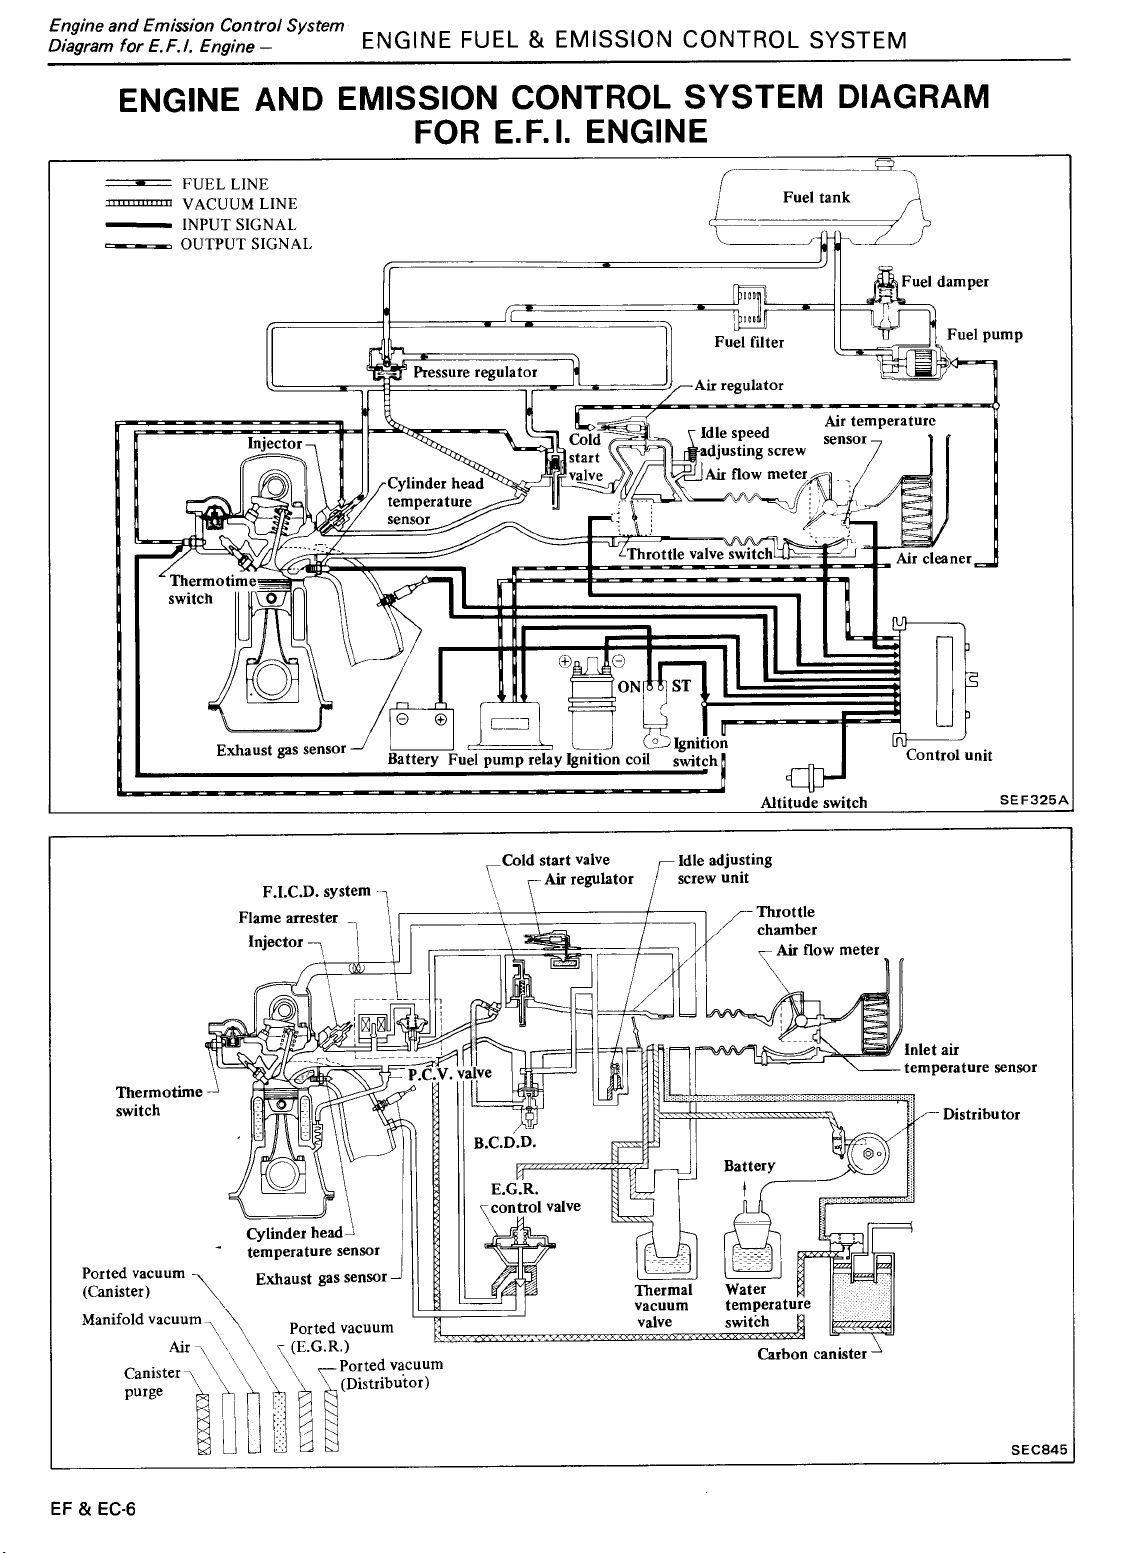 Engine and Emission Control System
Diagram for E.F.I. Engine –
ENGINE FUEL & EMISSION CONTROL SYSTEM
ENGINE AND EMISSION CONTROL SYSTEM DIAGRAM
FOR E.F.I. ENGINE
FUEL LINE
VACUUM LINE
INPUT SIGNAL
OUTPUT SIGNAL
Fuel tank
Fuel damper
Fuel filter
Fuel pump
Pressure regulator
Air regulator
Air temperature
sensor
Injector
Cold
start
valve
Idle speed
adjusting screw
Air flow meter
Cylinder head
temperature
sensor
Throttle valve switch
Air cleaner
Thermotime
switch
ON
ST
Exhaust gas sensor
Battery
Fuel pump relay
Ignition coil
Ignition
switch
Control unit
Altitude switch
SEF325A
Cold start valve
Air regulator
Idle adjusting
screw unit
F.I.C.D. system
Flame arrester
Injector
Throttle
chamber
Air flow meter
Inlet air
temperature sensor
P.C.V. valve
Thermotime
switch
Distributor
B.C.D.D.
Battery
E.G.R.
control valve
Cylinder head
temperature sensor
Exhaust gas sensor
Thermal
vacuum
valve
Water
temperature
switch
Carbon canister
Ported vacuum
(Canister)
Manifold vacuum
Air
Canister
purge
Ported vacuum
(E.G.R.)
Ported vacuum
(Distributor)
SEC845
EF & EC-6